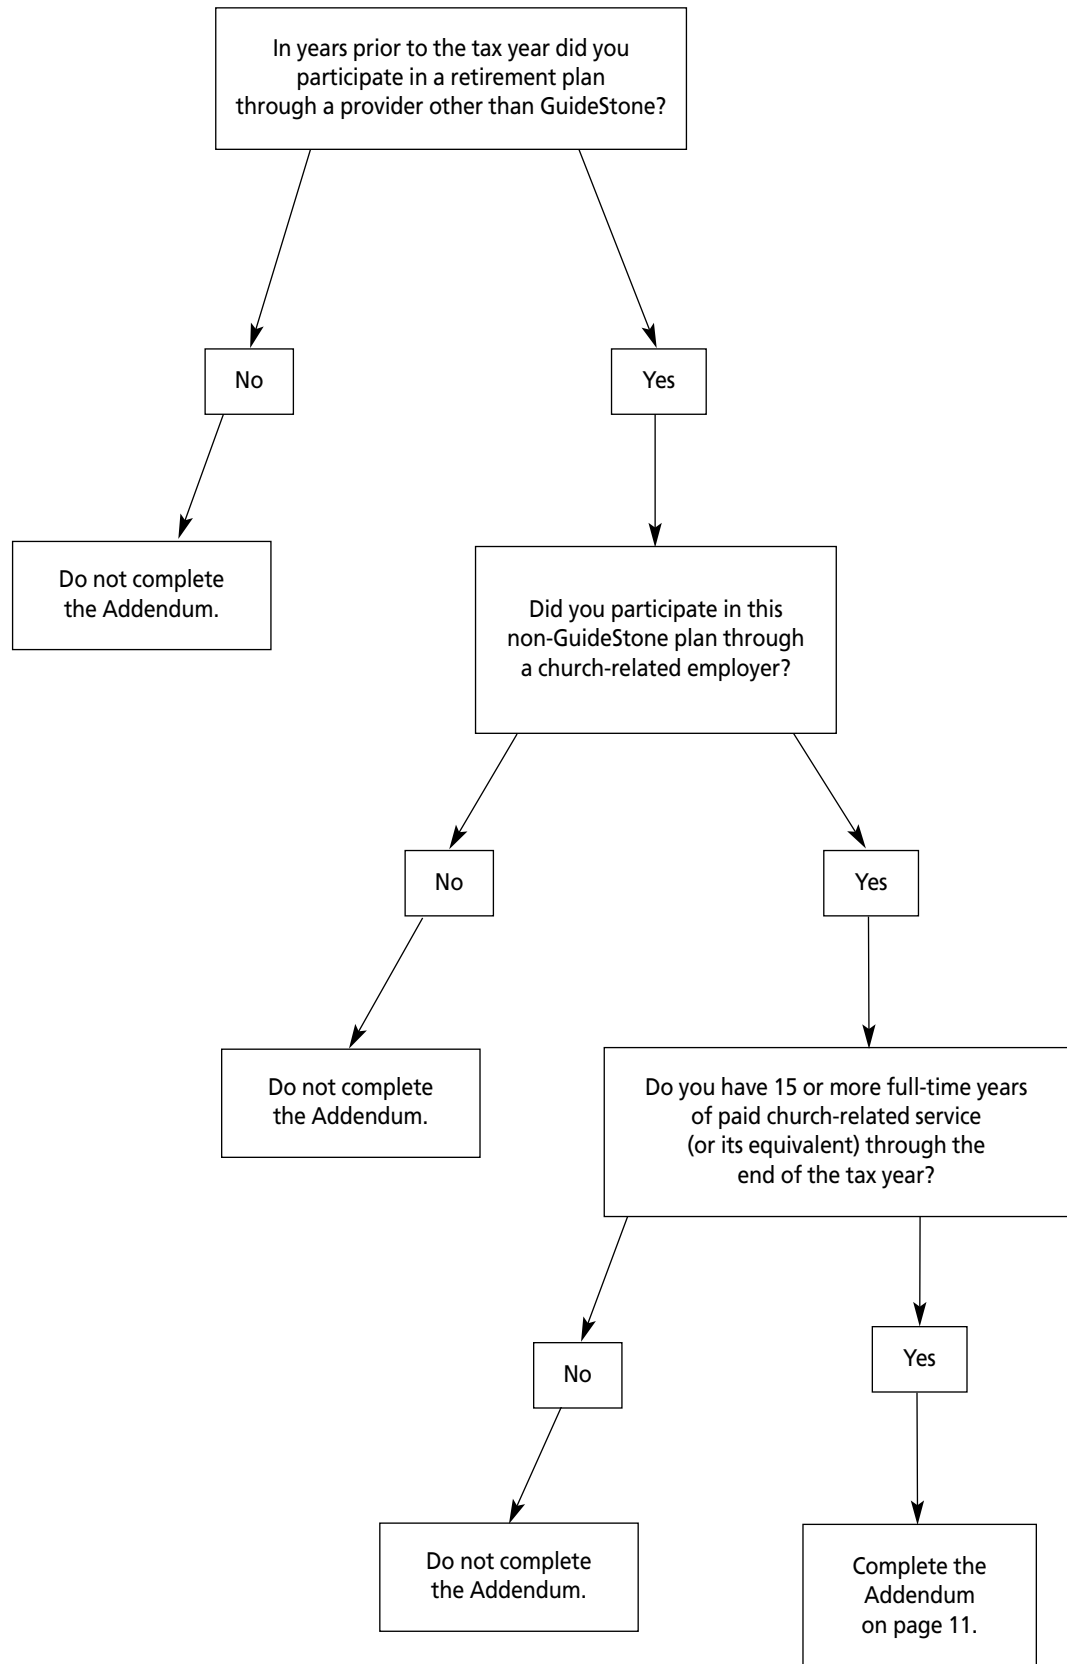 In years prior to the tax year did you
participate in a retirement plan
through a provider other than GuideStone?
No
Yes
Do not complete
the Addendum.
Did you participate in this
non-GuideStone plan through
a church-related employer?
No
Yes
Do not complete
the Addendum.
Do you have 15 or more full-time years
of paid church-related service
(or its equivalent) through the
end of the tax year?
No
Yes
Do not complete
the Addendum.
Complete the
Addendum
on page 11.